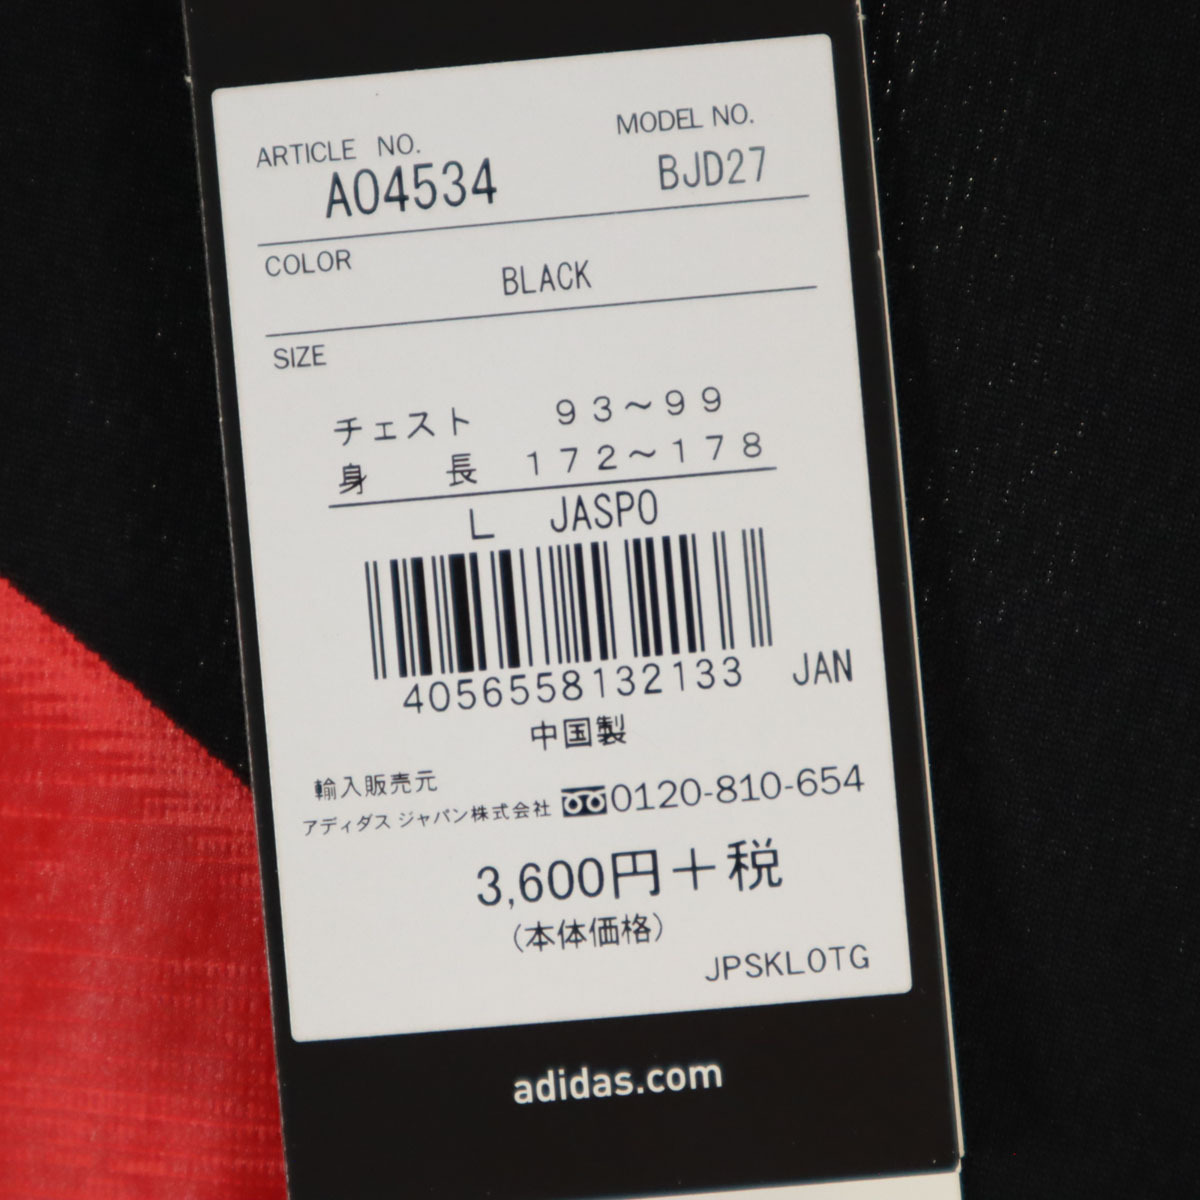 ARTICLE NO. MODEL NO.
AO4534 BJD27
COLOR
BLACK
SIZE
チェスト 93～99
身長 172～178
L JASPO
4056558132133 JAN
中国製
輸入販売元
アディダス ジャパン株式会社 0120-810-654
3,600円＋税
(本体価格)
JPSKLOTG
adidas.com